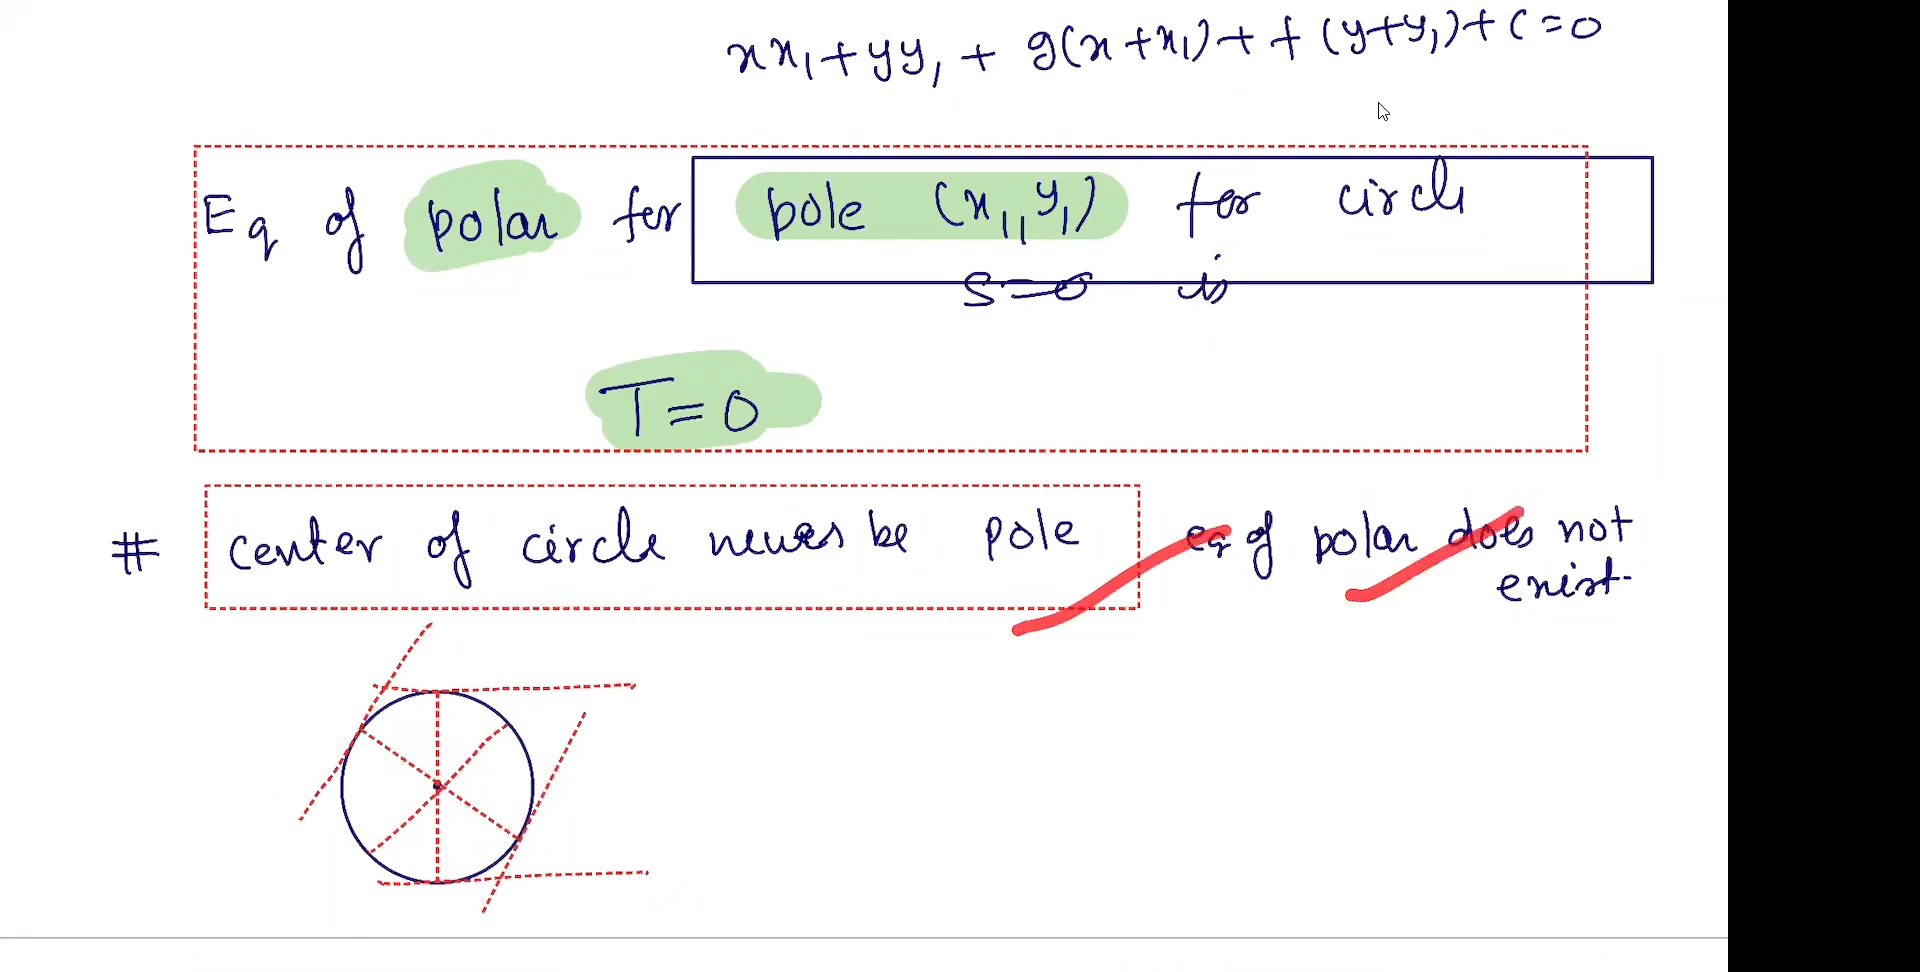 xx₁ + yy₁ + g(x+x₁) + f(y+y₁) + c = 0
Eq of polar for pole (x₁, y₁) for circle
S=0 is
T = 0
# center of circle never be pole eq of polar does not
exist.